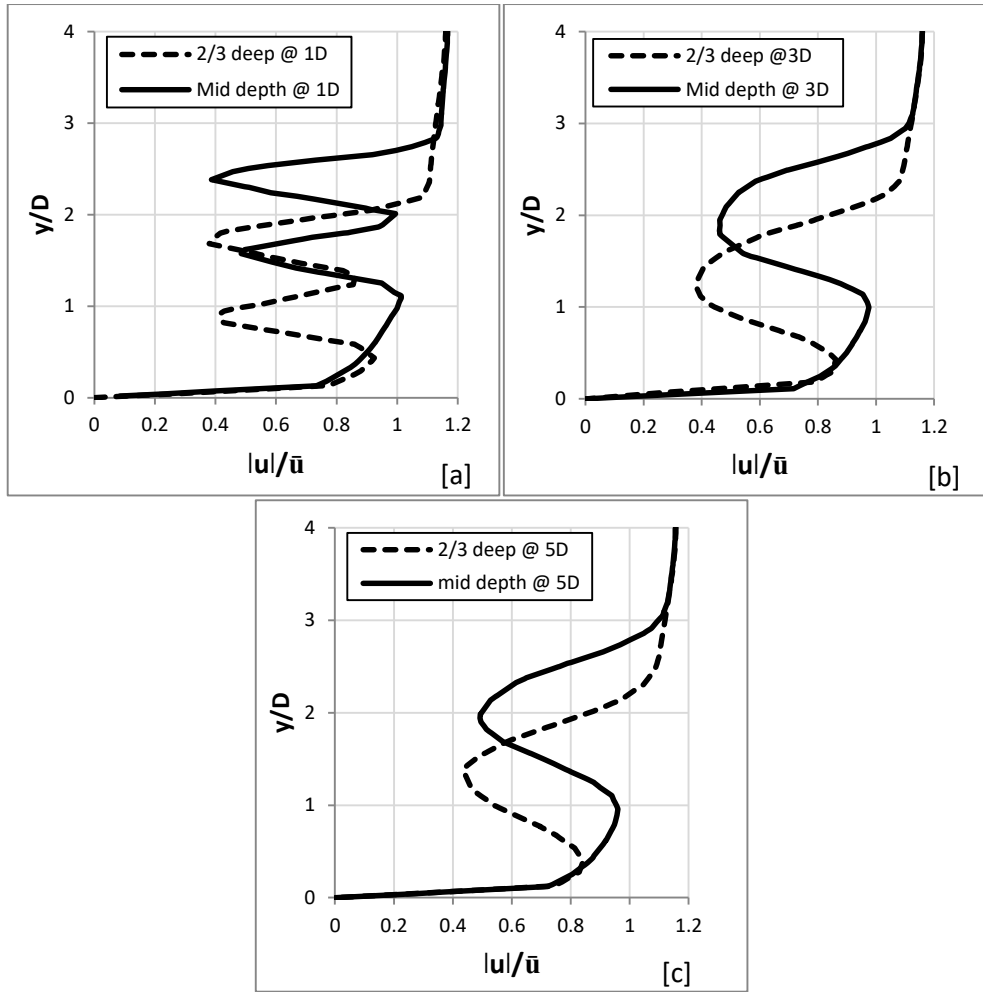 4
3
2
1
0
y/D
2/3 deep @ 1D
Mid depth @ 1D
0 0.2 0.4 0.6 0.8 1 1.2
|u|/ū
[a]
4
3
2
1
0
y/D
2/3 deep @3D
Mid depth @ 3D
0 0.2 0.4 0.6 0.8 1 1.2
|u|/ū
[b]
4
3
2
1
0
y/D
2/3 deep @ 5D
mid depth @ 5D
0 0.2 0.4 0.6 0.8 1 1.2
|u|/ū
[c]